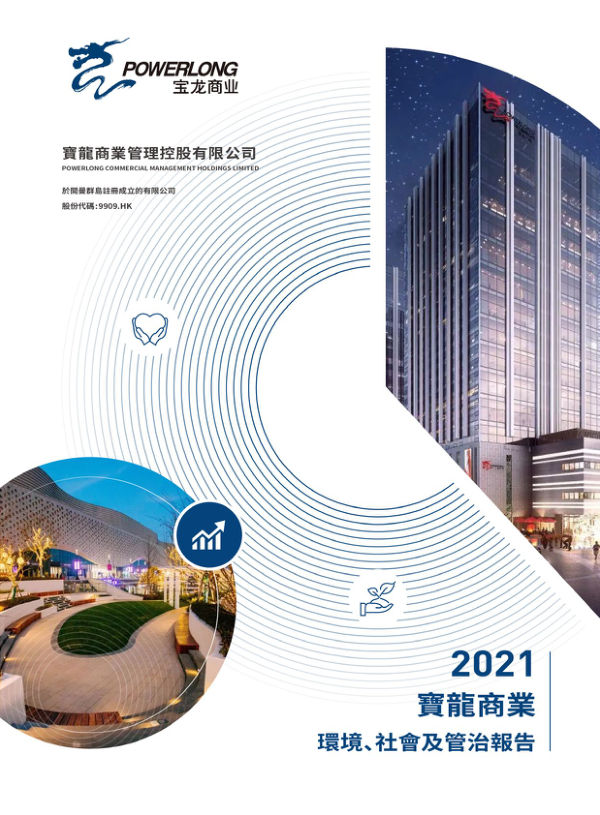 POWERLONG
宝龙商业
寶龍商業管理控股有限公司
POWERLONG COMMERCIAL MANAGEMENT HOLDINGS LIMITED
於開曼群島註冊成立的有限公司
股份代碼:9909.HK
2021
寶龍商業
環境、社會及管治報告